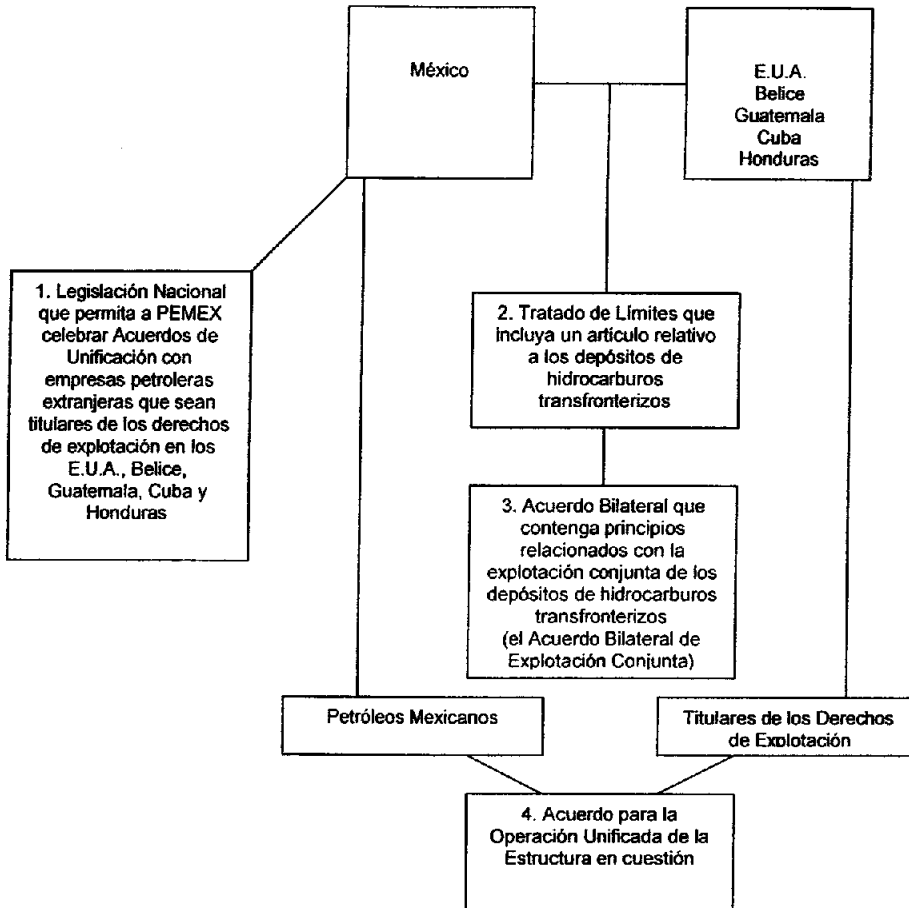 México
E.U.A.
Belice
Guatemala
Cuba
Honduras
1. Legislación Nacional
que permita a PEMEX
celebrar Acuerdos de
Unificación con
empresas petroleras
extranjeras que sean
titulares de los derechos
de explotación en los
E.U.A., Belice,
Guatemala, Cuba y
Honduras
2. Tratado de Límites que
incluya un artículo relativo
a los depósitos de
hidrocarburos
transfronterizos
3. Acuerdo Bilateral que
contenga principios
relacionados con la
explotación conjunta de los
depósitos de hidrocarburos
transfronterizos
(el Acuerdo Bilateral de
Explotación Conjunta)
Petróleos Mexicanos
Titulares de los Derechos
de Explotación
4. Acuerdo para la
Operación Unificada de la
Estructura en cuestión